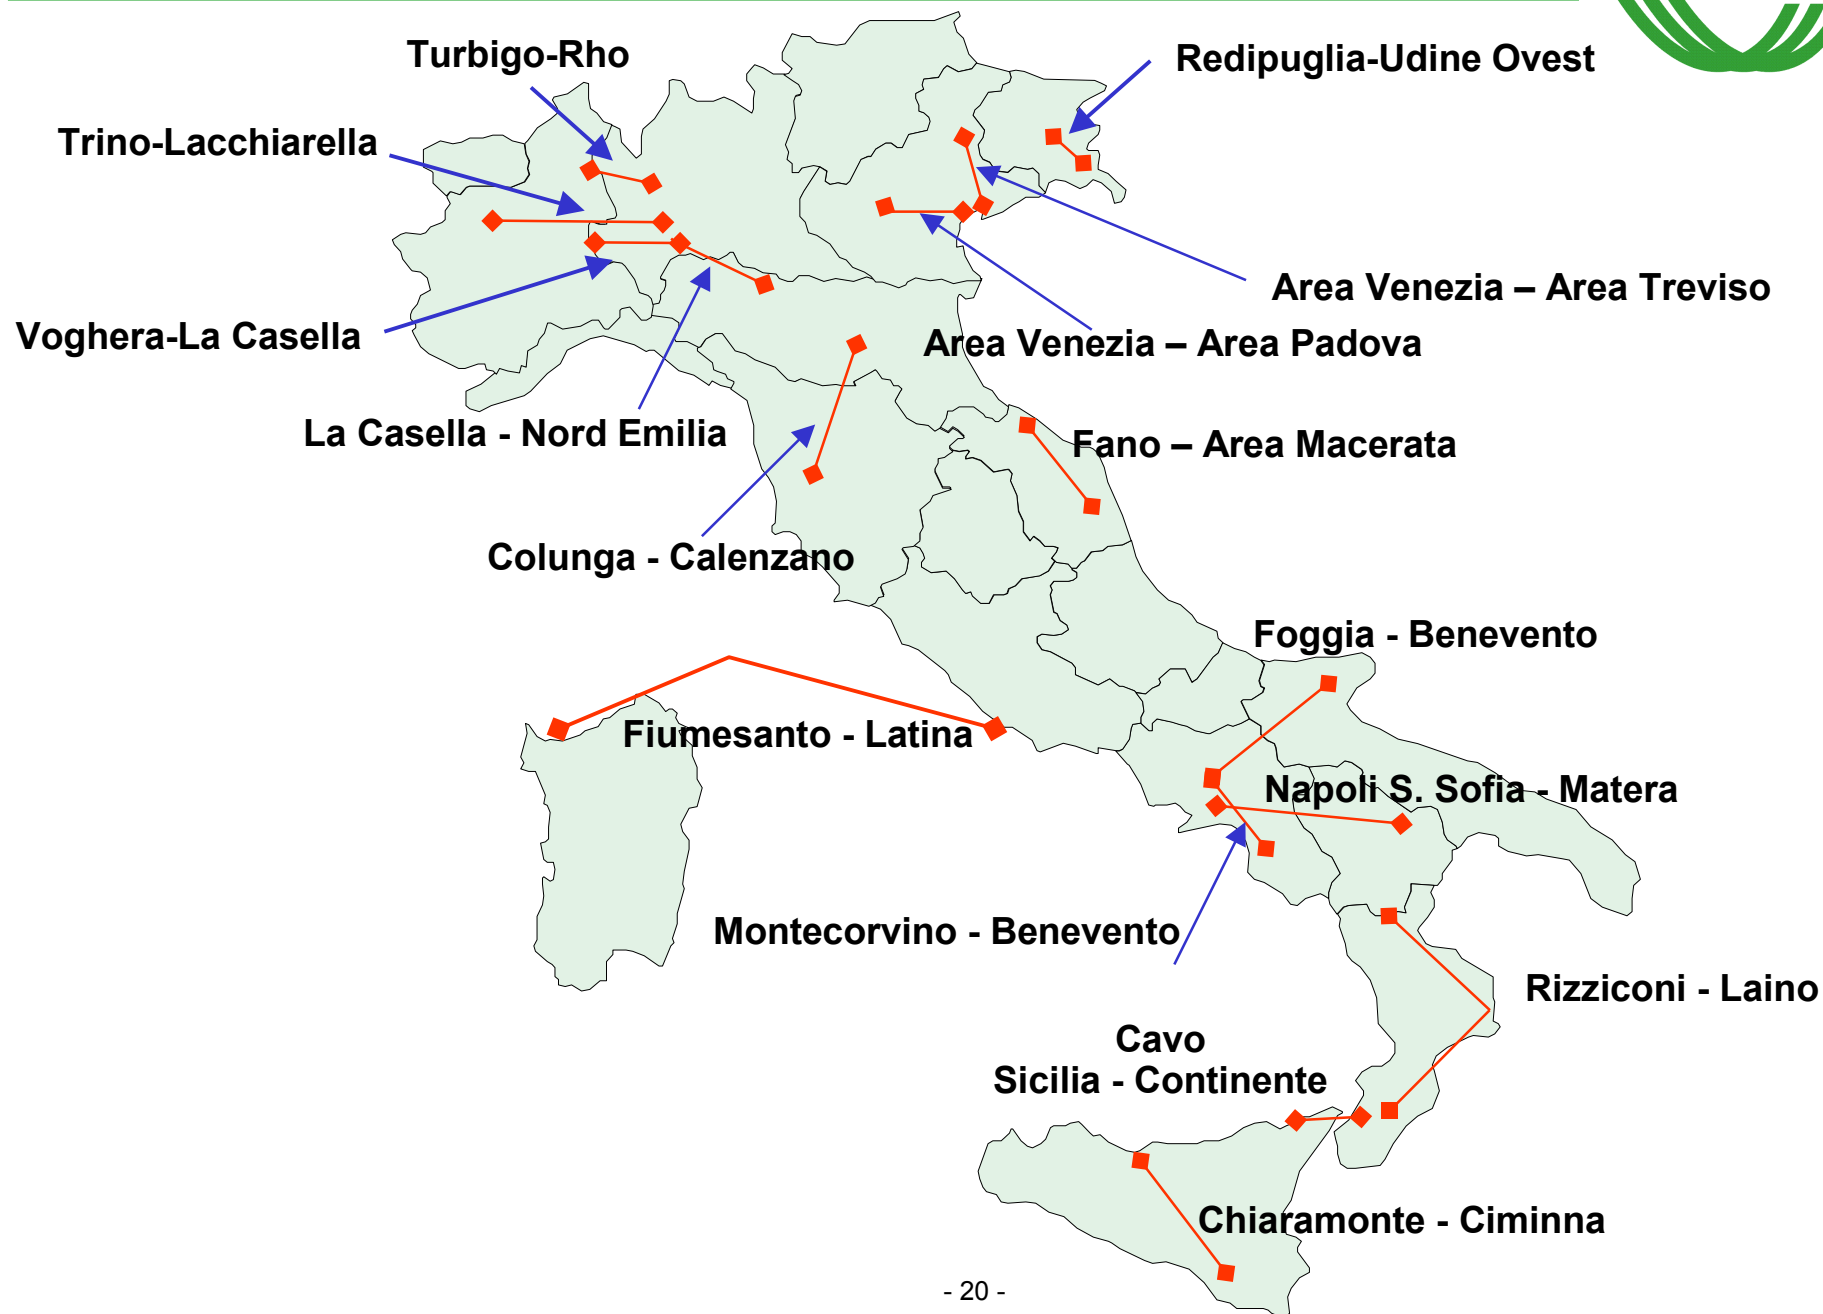 Turbigo-Rho
Redipuglia-Udine Ovest
Trino-Lacchiarella
Area Venezia – Area Treviso
Voghera-La Casella
Area Venezia – Area Padova
La Casella - Nord Emilia
Fano – Area Macerata
Colunga - Calenzano
Foggia - Benevento
Fiumesanto - Latina
Napoli S. Sofia - Matera
Montecorvino - Benevento
Rizziconi - Laino
Cavo
Sicilia - Continente
Chiaramonte - Ciminna
- 20 -